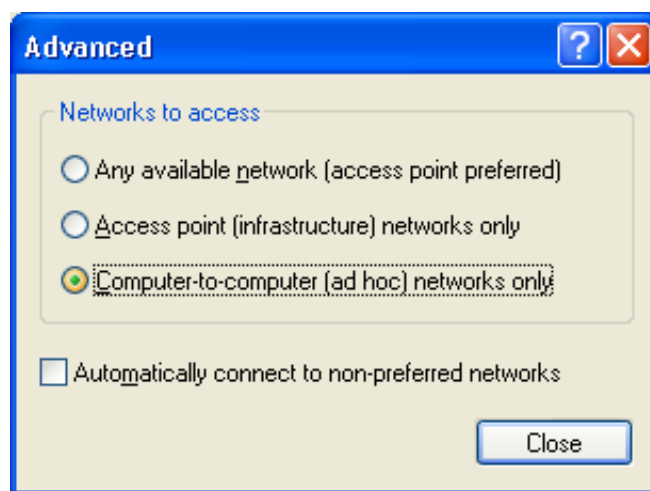 Advanced
Networks to access
Any available network (access point preferred)
Access point (infrastructure) networks only
Computer-to-computer (ad hoc) networks only
Automatically connect to non-preferred networks
Close